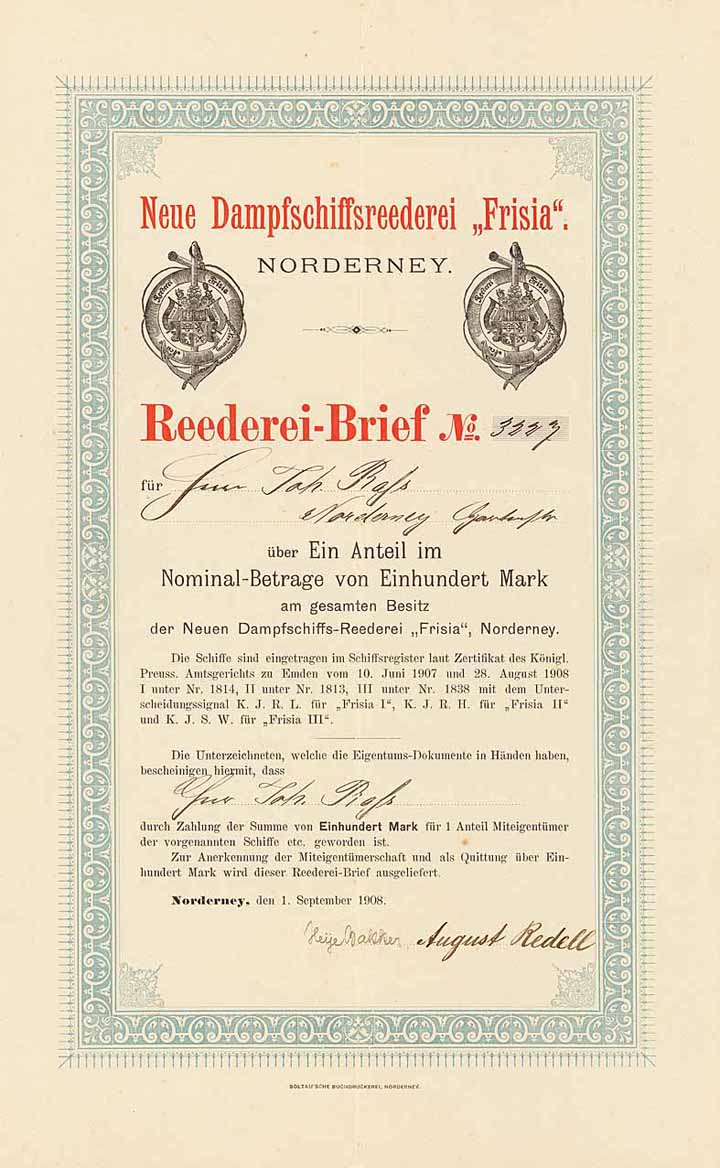 Neue Dampfschiffsreederei „Frisia“.
NORDERNEY.
Reederei-Brief No. 3227
für Herrn Joh. Rass
Norderney
über Ein Anteil im
Nominal-Betrage von Einhundert Mark
am gesamten Besitz
der Neuen Dampfschiffs-Reederei „Frisia“, Norderney.
Die Schiffe sind eingetragen im Schiffsregister laut Zertifikat des Königl.
Preuss. Amtsgerichts zu Emden vom 10. Juni 1907 und 28. August 1908
I unter Nr. 1814, II unter Nr. 1813, III unter Nr. 1838 mit dem Unter-
scheidungssignal K. J. R. L. für „Frisia I“, K. J. R. H. für „Frisia II“
und K. J. S. W. für „Frisia III“.
Die Unterzeichneten, welche die Eigentums-Dokumente in Händen haben,
bescheinigen hiermit, dass
Herr Joh. Rass
durch Zahlung der Summe von Einhundert Mark für 1 Anteil Miteigentümer
der vorgenannten Schiffe etc. geworden ist.
Zur Anerkennung der Miteigentümerschaft und als Quittung über Ein-
hundert Mark wird dieser Reederei-Brief ausgeliefert.
Norderney, den 1. September 1908.
Heye Bakker. August Redell
SOLTAU'SCHE BUCHDRUCKEREI, NORDERNEY.